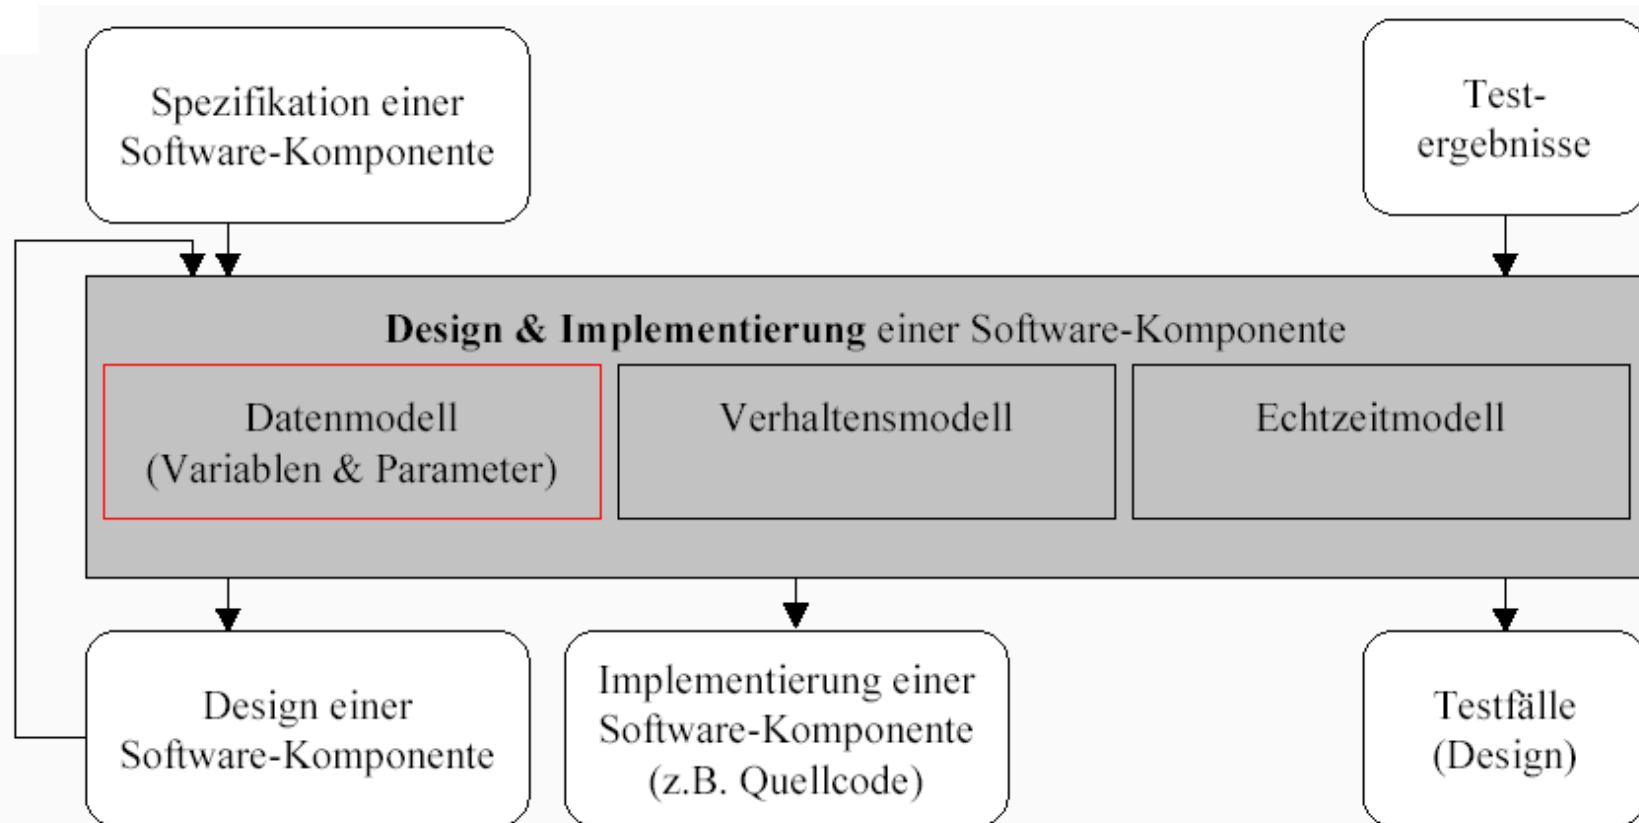 Spezifikation einer
Software-Komponente
Test-
ergebnisse
Design & Implementierung einer Software-Komponente
Datenmodell
(Variablen & Parameter)
Verhaltensmodell
Echtzeitmodell
Design einer
Software-Komponente
Implementierung einer
Software-Komponente
(z.B. Quellcode)
Testfälle
(Design)